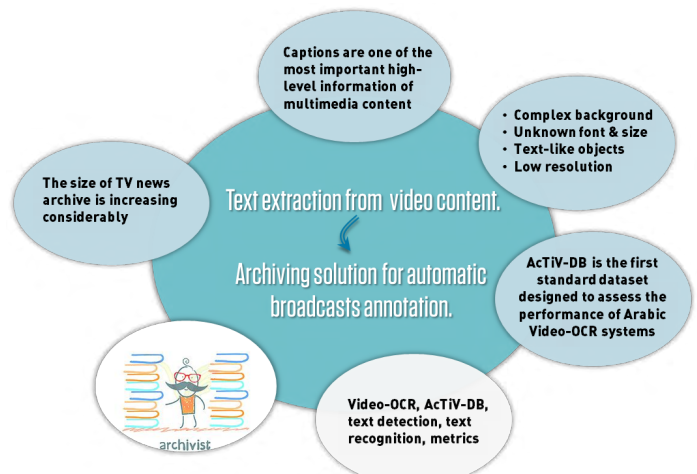 Captions are one of the
most important high-
level information of
multimedia content
• Complex background
• Unknown font & size
• Text-like objects
• Low resolution
The size of TV news
archive is increasing
considerably
Text extraction from video content.
Archiving solution for automatic
broadcasts annotation.
AcTiV-DB is the first
standard dataset
designed to assess the
performance of Arabic
Video-OCR systems
archivist
Video-OCR, AcTiV-DB,
text detection, text
recognition, metrics